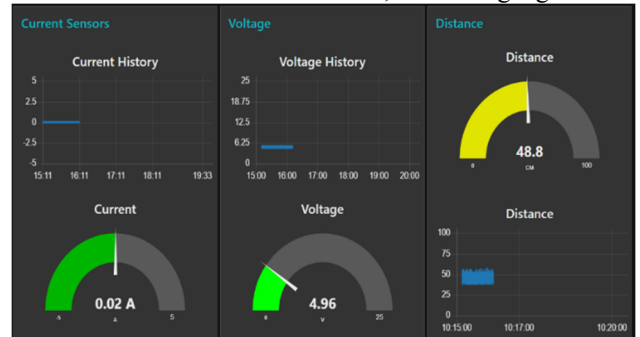 Current Sensors
Current History
5
2.5
0
-2.5
-5
15:11 16:11 17:11 18:11 19:33
Current
0.02 A
-5 A 5
Voltage
Voltage History
25
18.75
12.5
6.25
0
15:00 16:00 17:00 18:00 19:00 20:00
Voltage
4.96
0 V 25
Distance
Distance
48.8
0 CM 100
Distance
100
75
50
25
0
10:15:00 10:17:00 10:20:00